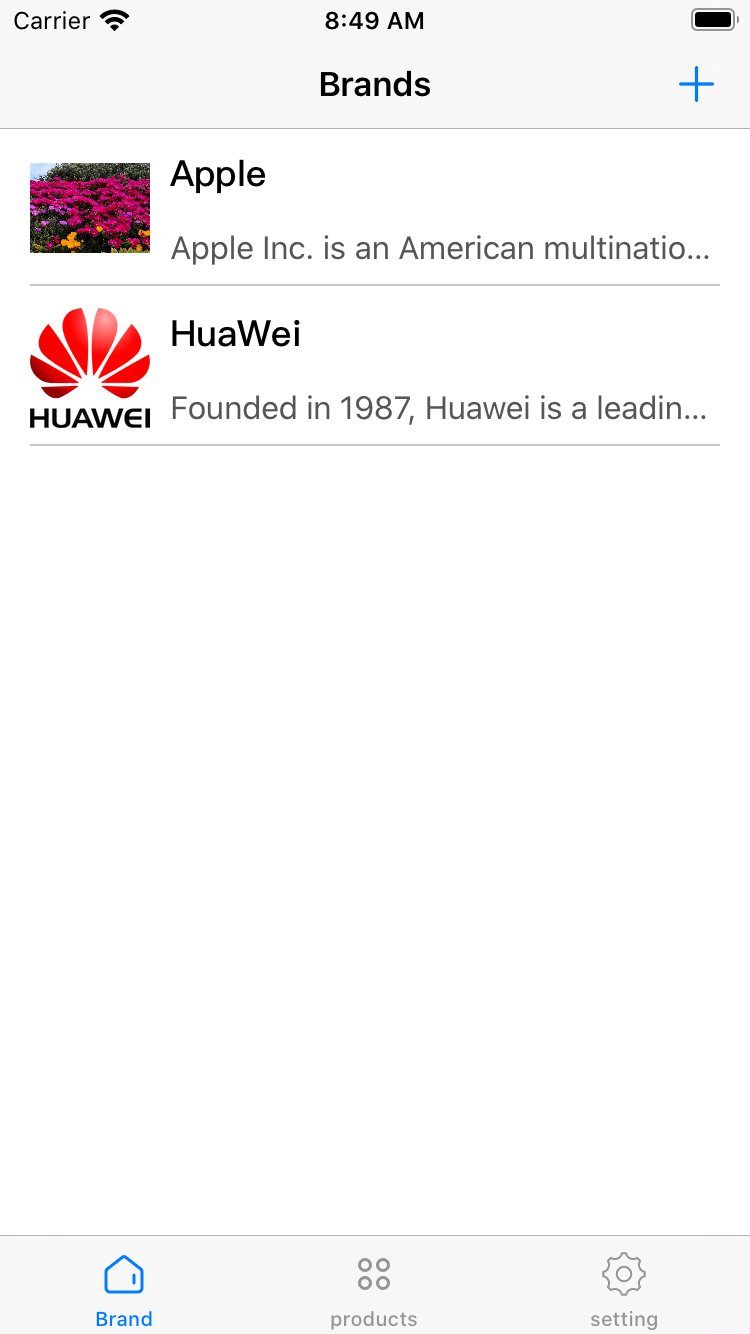 Carrier 8:49 AM
Brands
Apple
Apple Inc. is an American multinatio...
HuaWei
HUAWEI
Founded in 1987, Huawei is a leadin...
Brand products setting